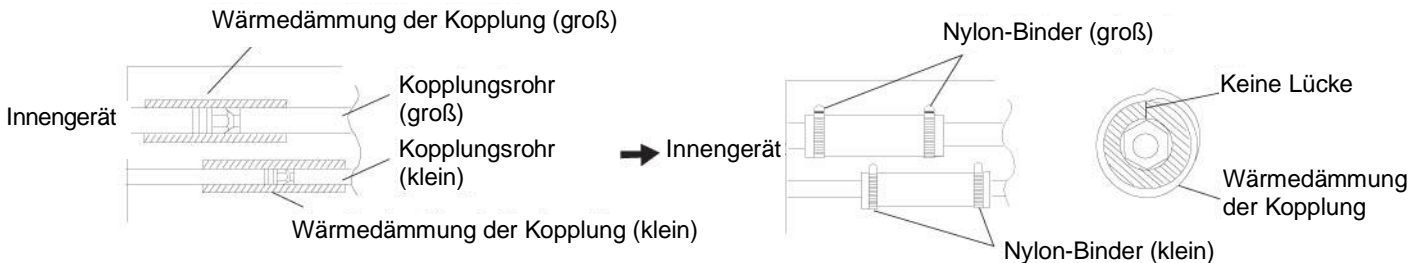 Wärmedämmung der Kopplung (groß)
Innengerät
Kopplungsrohr
(groß)
Kopplungsrohr
(klein)
Wärmedämmung der Kopplung (klein)
Nylon-Binder (groß)
Innengerät
Nylon-Binder (klein)
Keine Lücke
Wärmedämmung
der Kopplung